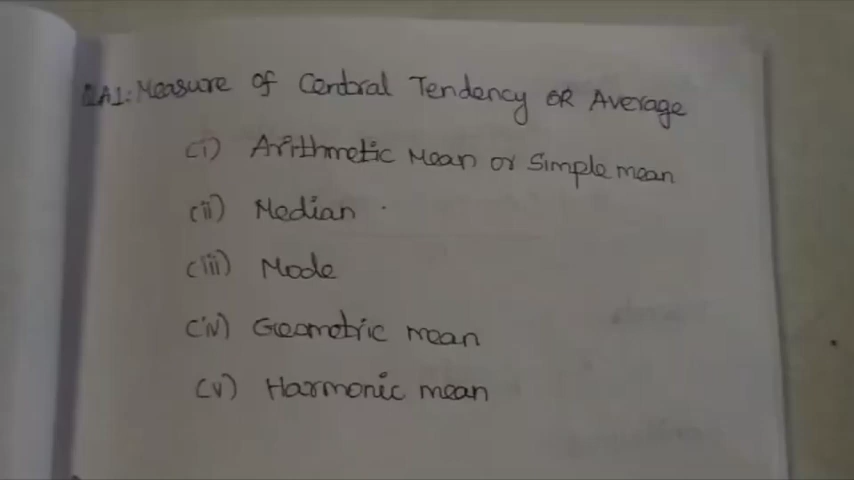 A1: Measure of Central Tendency OR Average
(i) Arithmetic Mean or Simple mean
(ii) Median
(iii) Mode
(iv) Geometric mean
(v) Harmonic mean